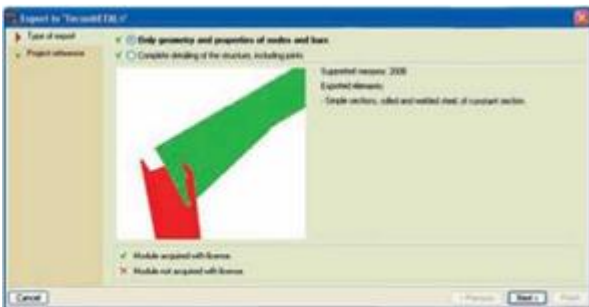 Export to "TecnoMETAL®"
Type of export
Project reference
Only geometry and properties of nodes and bars
Complete detailing of the structure, including joints
Supported versions: 2008
Exported elements:
- Simple sections, rolled and welded steel, of constant section.
Module acquired with license
Module not acquired with license
Cancel
Previous
Next
Finish